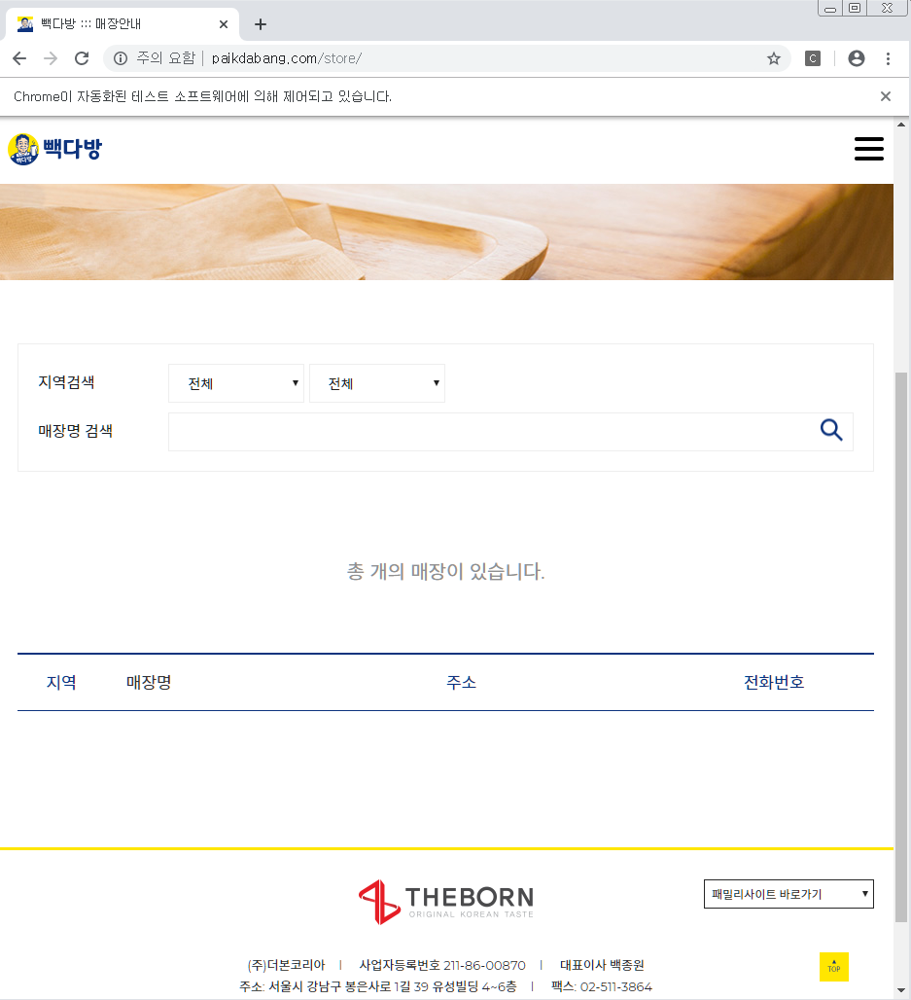 빽다방 ::: 매장안내
주의 요함 | paikdabang.com/store/
C
Chrome이 자동화된 테스트 소프트웨어에 의해 제어되고 있습니다.
빽다방
빽다방
지역검색 전체 전체
매장명 검색
총 개의 매장이 있습니다.
지역 매장명 주소 전화번호
THEBORN
ORIGINAL KOREAN TASTE
패밀리사이트 바로가기
(주)더본코리아 | 사업자등록번호 211-86-00870 | 대표이사 백종원
TOP
주소: 서울시 강남구 봉은사로 1길 39 유성빌딩 4~6층 | 팩스: 02-511-3864